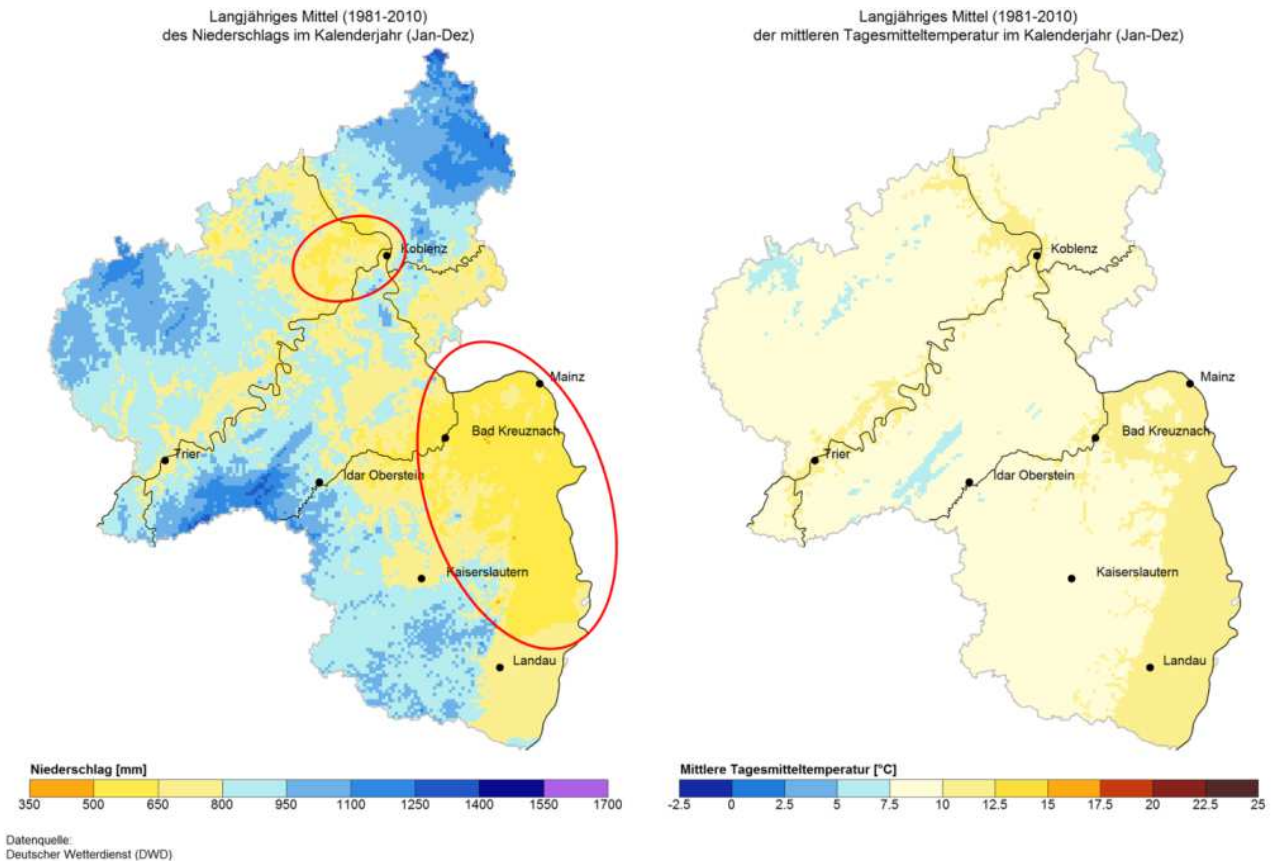 Langjähriges Mittel (1981-2010)
des Niederschlags im Kalenderjahr (Jan-Dez)
Koblenz
Mainz
Bad Kreuznach
Trier
Idar Oberstein
Kaiserslautern
Landau
Niederschlag [mm]
350 500 650 800 950 1100 1250 1400 1550 1700
Datenquelle:
Deutscher Wetterdienst (DWD)
Langjähriges Mittel (1981-2010)
der mittleren Tagesmitteltemperatur im Kalenderjahr (Jan-Dez)
Koblenz
Mainz
Bad Kreuznach
Trier
Idar Oberstein
Kaiserslautern
Landau
Mittlere Tagesmitteltemperatur [°C]
-2.5 0 2.5 5 7.5 10 12.5 15 17.5 20 22.5 25